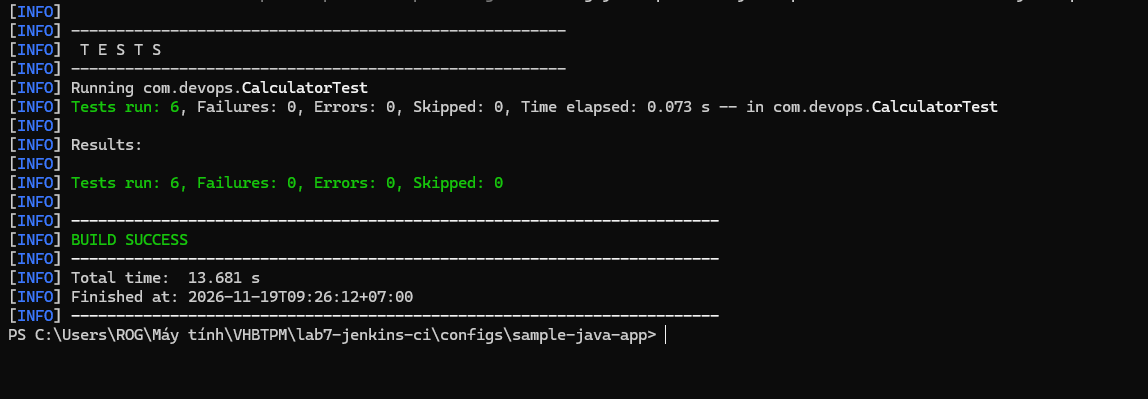 [INFO]
[INFO] -------------------------------------------------------
[INFO]  T E S T S
[INFO] -------------------------------------------------------
[INFO] Running com.devops.CalculatorTest
[INFO] Tests run: 6, Failures: 0, Errors: 0, Skipped: 0, Time elapsed: 0.073 s -- in com.devops.CalculatorTest
[INFO]
[INFO] Results:
[INFO]
[INFO] Tests run: 6, Failures: 0, Errors: 0, Skipped: 0
[INFO]
[INFO] ------------------------------------------------------------------------
[INFO] BUILD SUCCESS
[INFO] ------------------------------------------------------------------------
[INFO] Total time:  13.681 s
[INFO] Finished at: 2026-11-19T09:26:12+07:00
[INFO] ------------------------------------------------------------------------
PS C:\Users\ROG\Máy tính\VHBTPM\lab7-jenkins-ci\configs\sample-java-app>